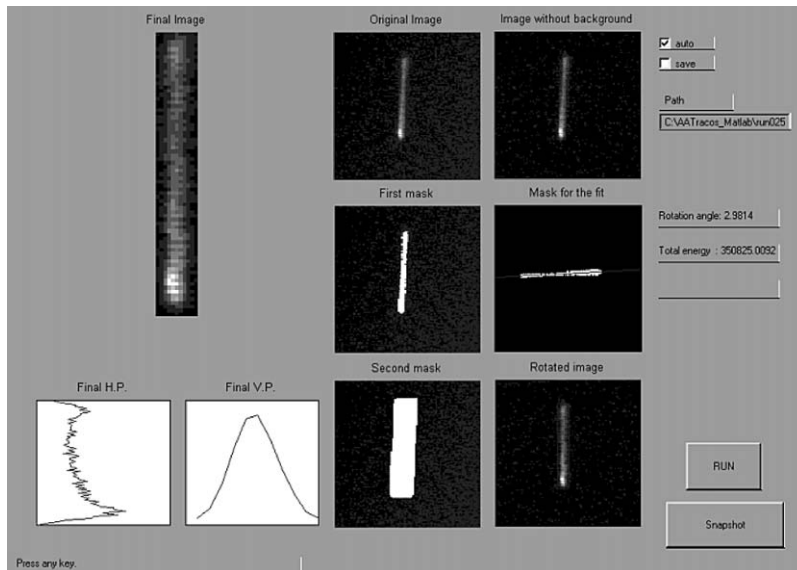 Final Image
Original Image
Image without background
auto
save
Path
C:\AATracos_Matlab\run025
First mask
Mask for the fit
Rotation angle: 2.9814
Total energy : 350825.0092
Second mask
Rotated image
Final H.P.
Final V.P.
RUN
Snapshot
Press any key.